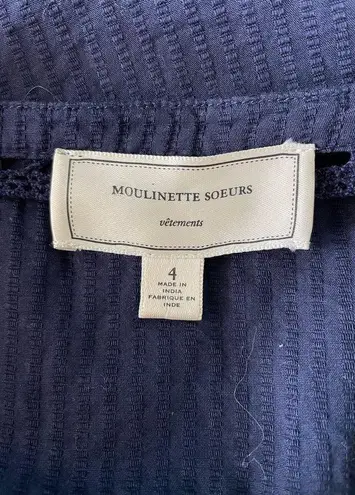 MOULINETTE SOEURS
vêtements
4
MADE IN
INDIA
FABRIQUE EN
INDE